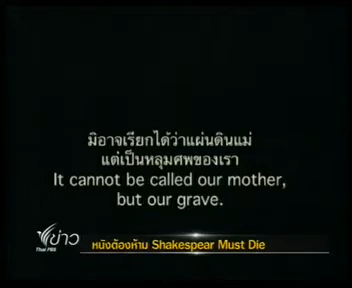 มิอาจเรียกได้ว่าแผ่นดินแม่
แต่เป็นหลุมศพของเรา
It cannot be called our mother,
but our grave.
ข่าว
Thai PBS
หนังต้องห้าม Shakespear Must Die